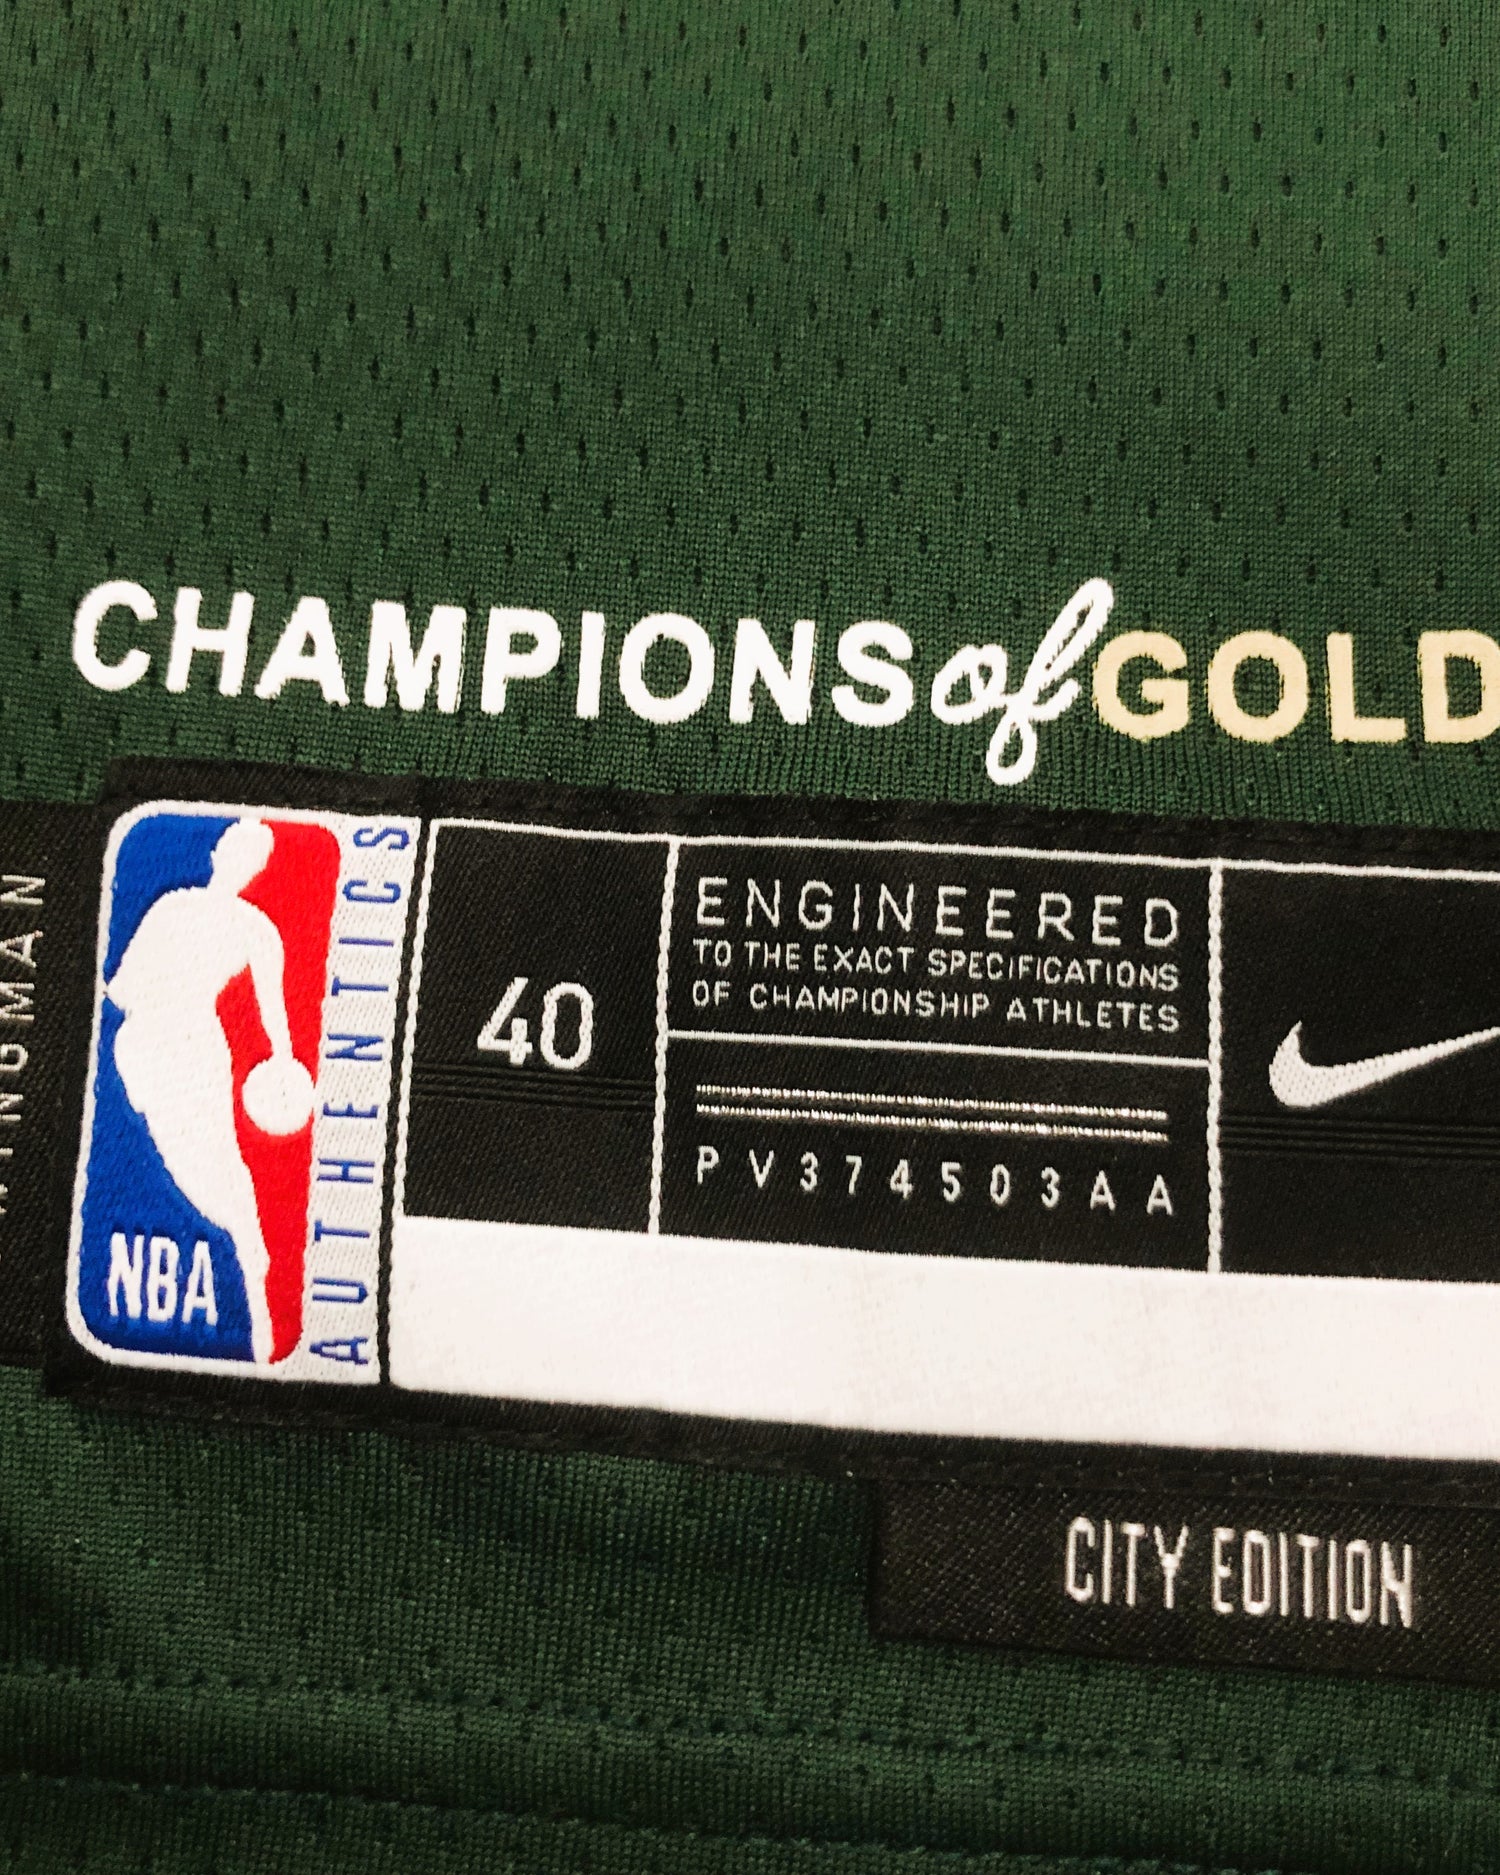 CHAMPIONS of GOLD
NBA
AUTHENTICS
40
ENGINEERED
TO THE EXACT SPECIFICATIONS
OF CHAMPIONSHIP ATHLETES
PV374503AA
CITY EDITION